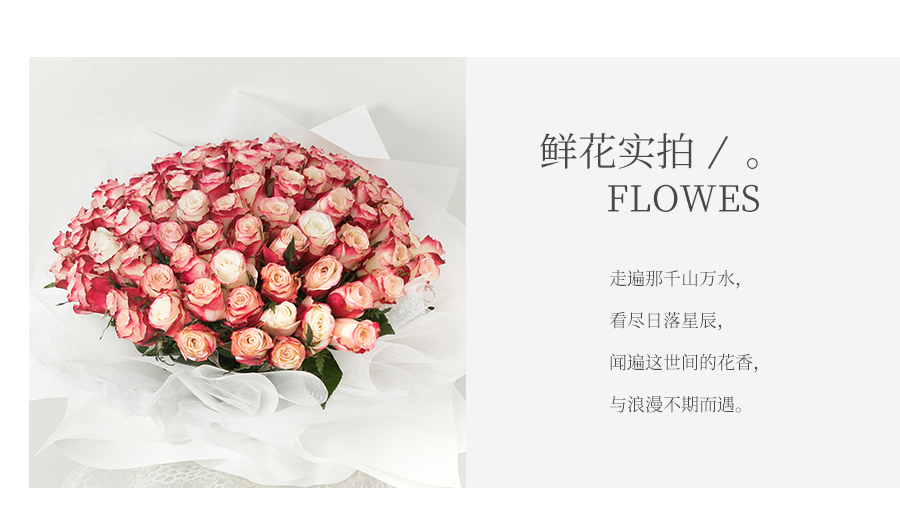 鲜花实拍 / 。
FLOWES
走遍那千山万水，
看尽日落星辰，
闻遍这世间的花香，
与浪漫不期而遇。